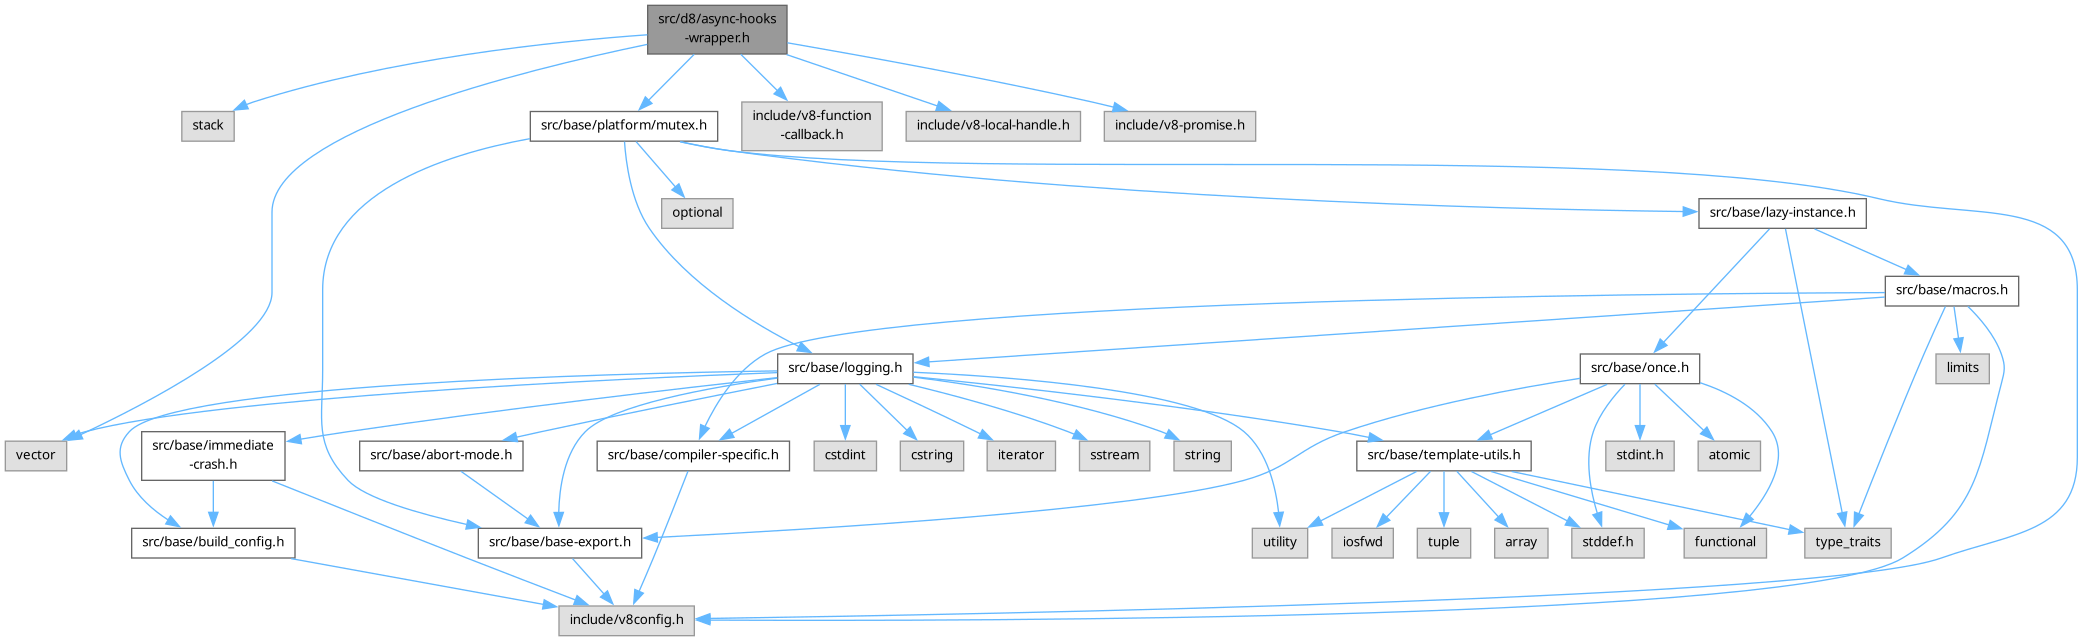 src/d8/async-hooks
-wrapper.h
stack
src/base/platform/mutex.h
include/v8-function
-callback.h
include/v8-local-handle.h
include/v8-promise.h
optional
src/base/lazy-instance.h
src/base/macros.h
src/base/logging.h
src/base/once.h
limits
vector
src/base/immediate
-crash.h
src/base/abort-mode.h
src/base/compiler-specific.h
cstdint
cstring
iterator
sstream
string
src/base/template-utils.h
stdint.h
atomic
src/base/build_config.h
src/base/base-export.h
utility
iosfwd
tuple
array
stddef.h
functional
type_traits
include/v8config.h